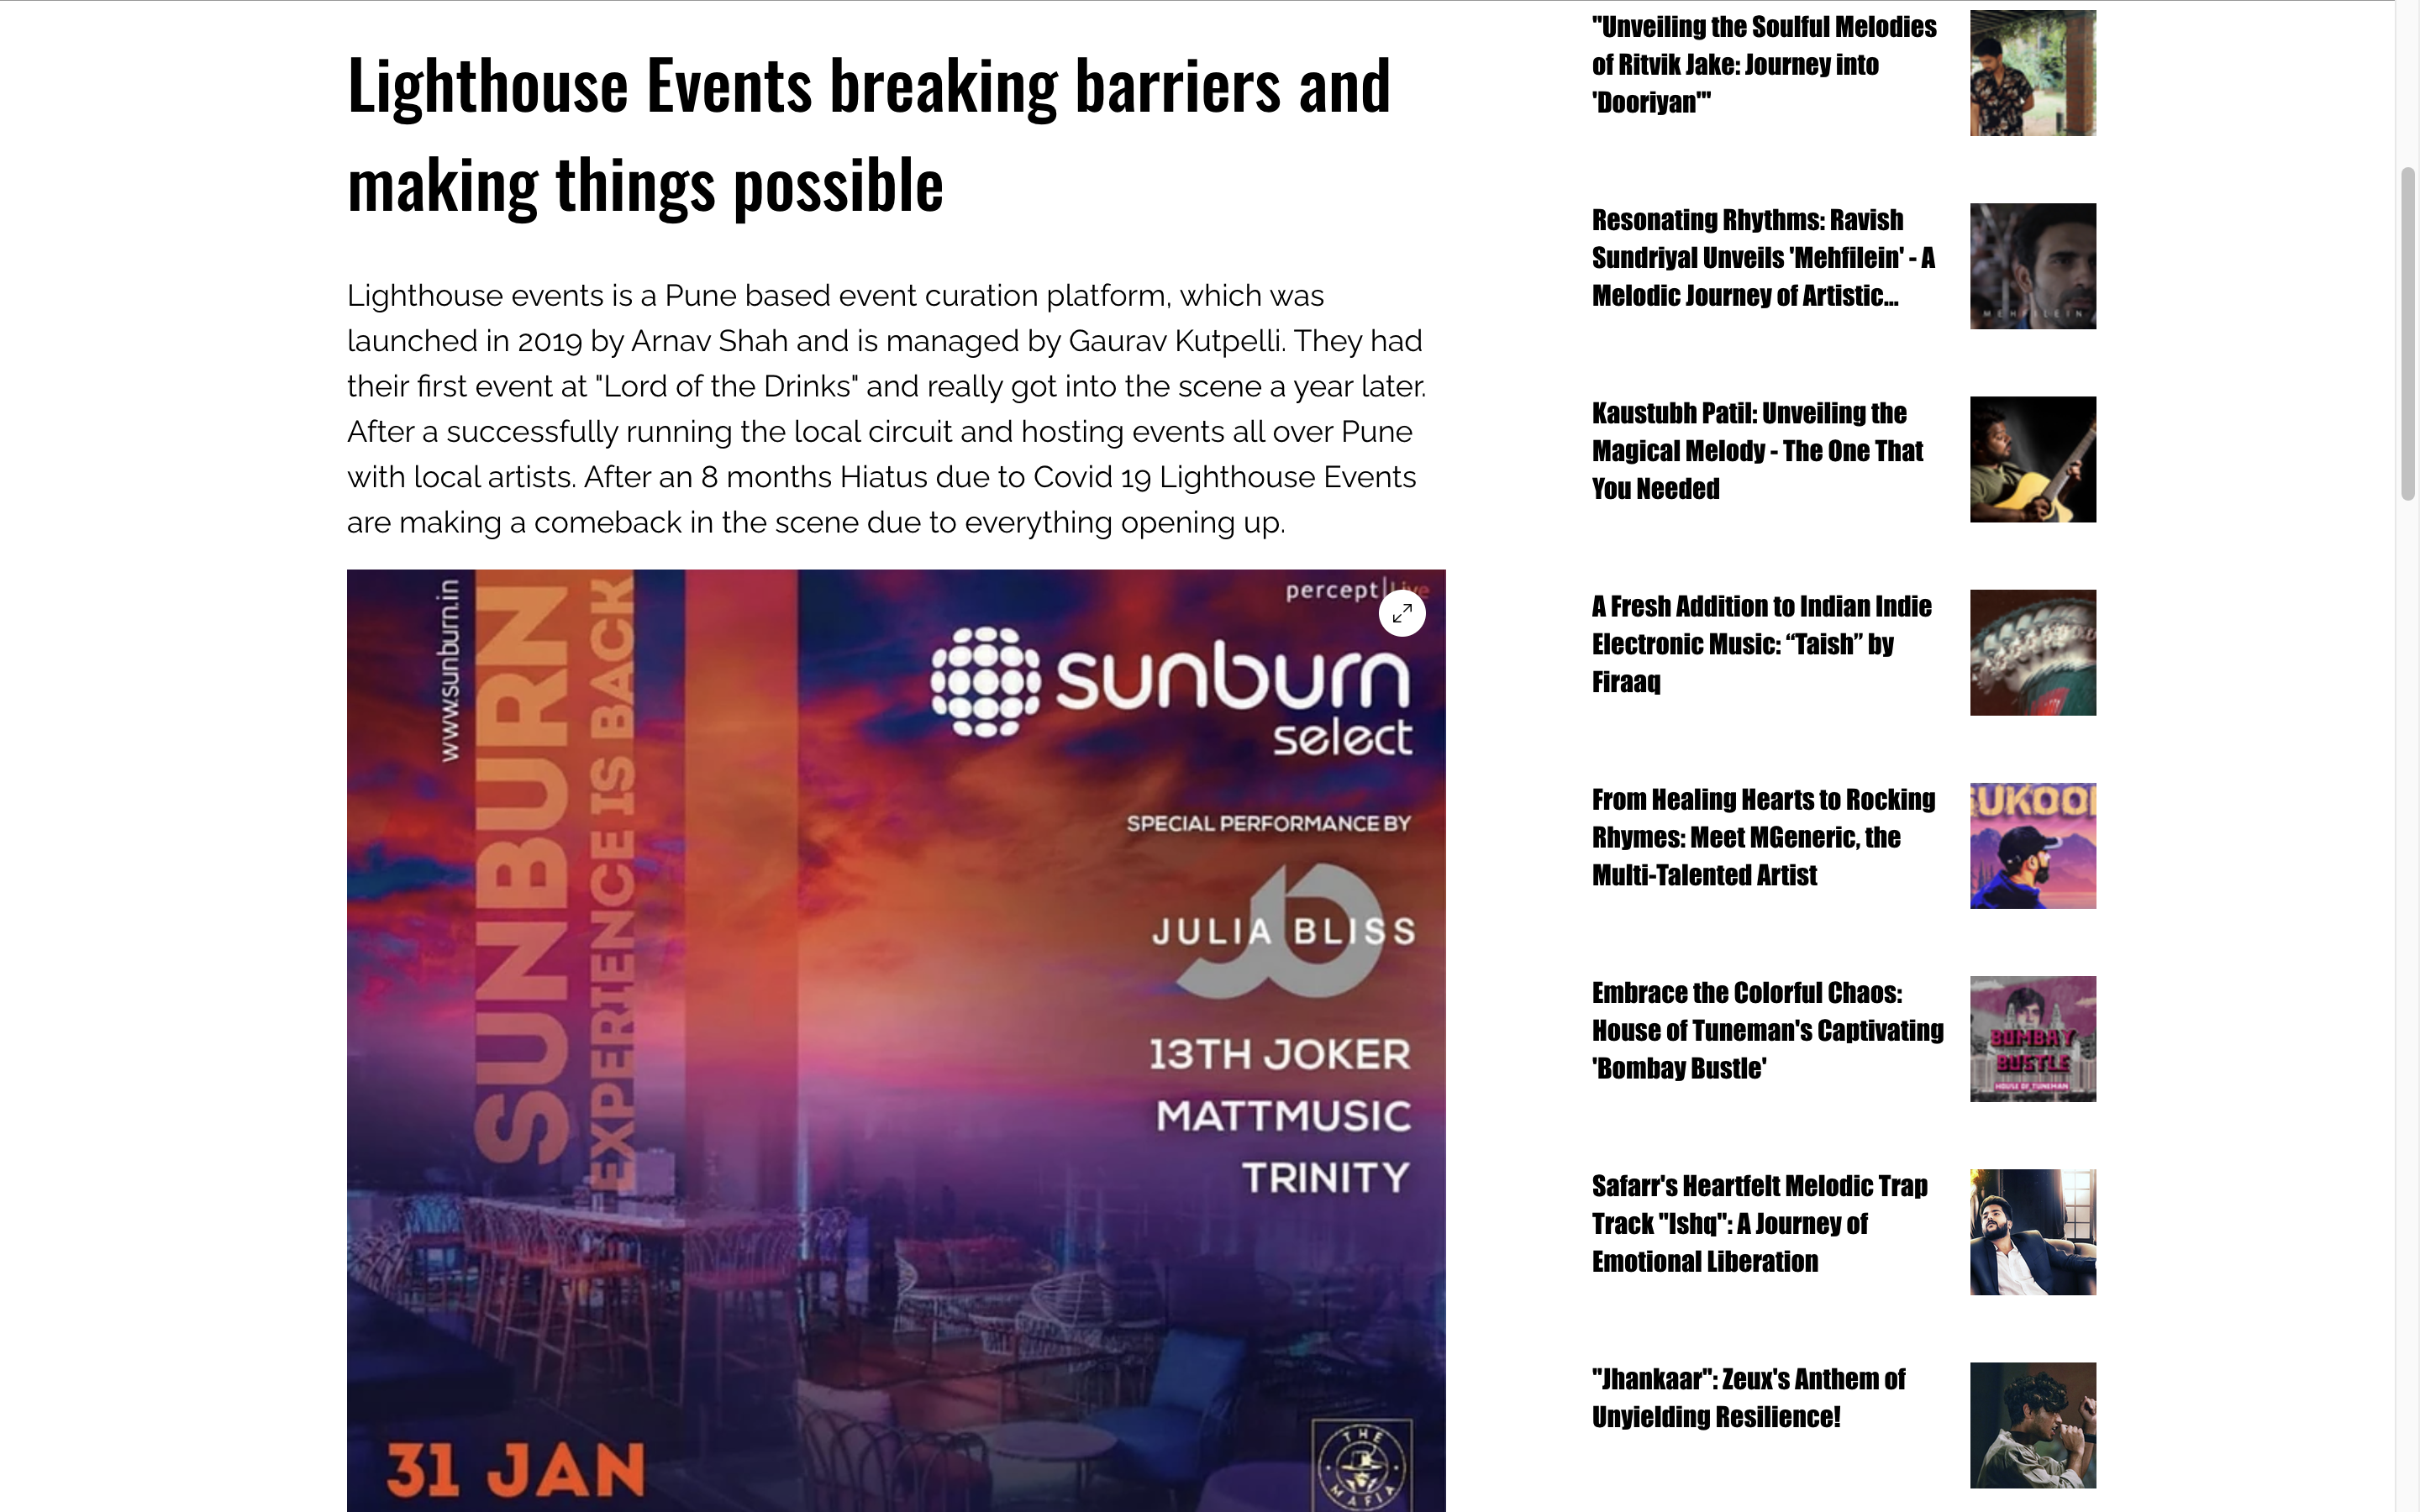 Lighthouse Events breaking barriers and
making things possible
Lighthouse events is a Pune based event curation platform, which was
launched in 2019 by Arnav Shah and is managed by Gaurav Kutpelli. They had
their first event at "Lord of the Drinks" and really got into the scene a year later.
After a successfully running the local circuit and hosting events all over Pune
with local artists. After an 8 months Hiatus due to Covid 19 Lighthouse Events
are making a comeback in the scene due to everything opening up.
www.sunburn.in
SUNBURN
EXPERIENCE IS BACK
percept Live
sunburn
select
SPECIAL PERFORMANCE BY
JULIA BLISS
13TH JOKER
MATTMUSIC
TRINITY
31 JAN
THE
MAFIA
"Unveiling the Soulful Melodies
of Ritvik Jake: Journey into
'Dooriyan'"
Resonating Rhythms: Ravish
Sundriyal Unveils 'Mehfilein' - A
Melodic Journey of Artistic...
MEHFILEIN
Kaustubh Patil: Unveiling the
Magical Melody - The One That
You Needed
A Fresh Addition to Indian Indie
Electronic Music: “Taish” by
Firaaq
From Healing Hearts to Rocking
Rhymes: Meet MGeneric, the
Multi-Talented Artist
SUKOON
Embrace the Colorful Chaos:
House of Tuneman's Captivating
'Bombay Bustle'
BOMBAY
BUSTLE
HOUSE OF TUNEMAN
Safarr's Heartfelt Melodic Trap
Track "Ishq": A Journey of
Emotional Liberation
"Jhankaar": Zeux's Anthem of
Unyielding Resilience!